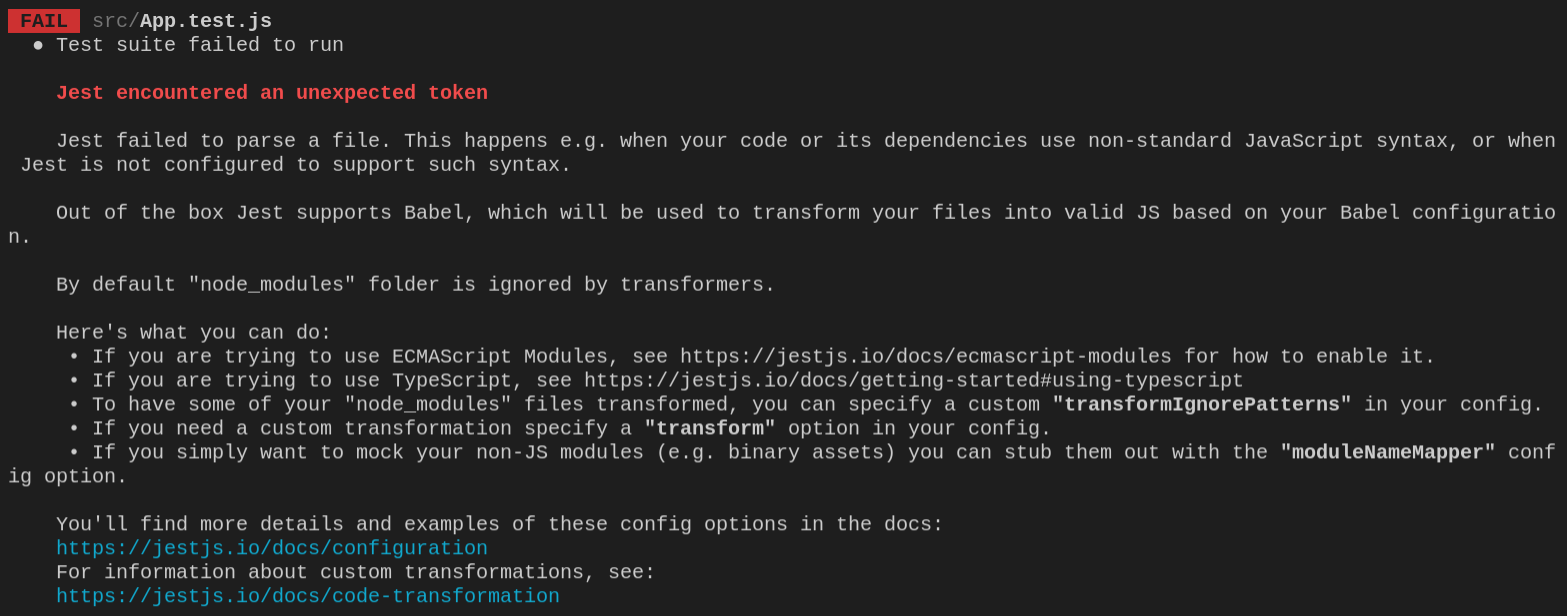 FAIL src/App.test.js
● Test suite failed to run
Jest encountered an unexpected token
Jest failed to parse a file. This happens e.g. when your code or its dependencies use non-standard JavaScript syntax, or when
Jest is not configured to support such syntax.
Out of the box Jest supports Babel, which will be used to transform your files into valid JS based on your Babel configuratio
n.
By default "node_modules" folder is ignored by transformers.
Here's what you can do:
• If you are trying to use ECMAScript Modules, see https://jestjs.io/docs/ecmascript-modules for how to enable it.
• If you are trying to use TypeScript, see https://jestjs.io/docs/getting-started#using-typescript
• To have some of your "node_modules" files transformed, you can specify a custom "transformIgnorePatterns" in your config.
• If you need a custom transformation specify a "transform" option in your config.
• If you simply want to mock your non-JS modules (e.g. binary assets) you can stub them out with the "moduleNameMapper" conf
ig option.
You'll find more details and examples of these config options in the docs:
https://jestjs.io/docs/configuration
For information about custom transformations, see:
https://jestjs.io/docs/code-transformation